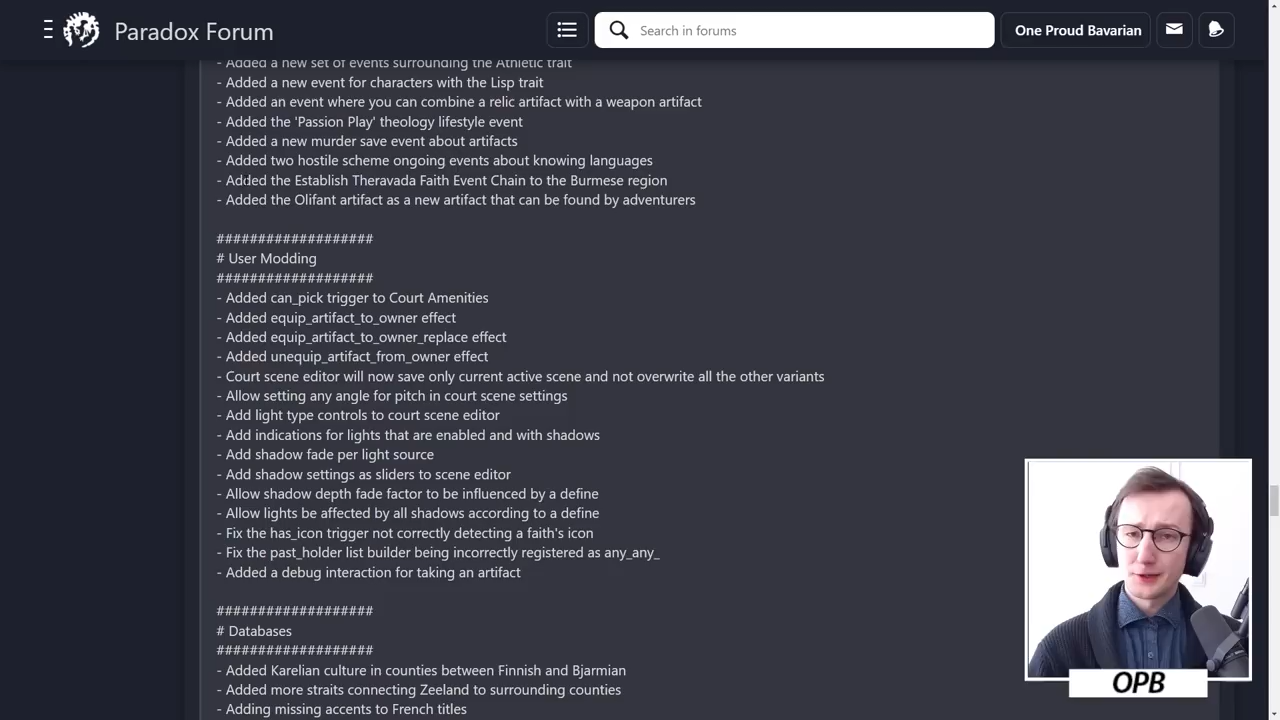 Paradox Forum
Search in forums
One Proud Bavarian
- Added a new set of events surrounding the Athletic trait
- Added a new event for characters with the Lisp trait
- Added an event where you can combine a relic artifact with a weapon artifact
- Added the 'Passion Play' theology lifestyle event
- Added a new murder save event about artifacts
- Added two hostile scheme ongoing events about knowing languages
- Added the Establish Theravada Faith Event Chain to the Burmese region
- Added the Olifant artifact as a new artifact that can be found by adventurers
###################
# User Modding
###################
- Added can_pick trigger to Court Amenities
- Added equip_artifact_to_owner effect
- Added equip_artifact_to_owner_replace effect
- Added unequip_artifact_from_owner effect
- Court scene editor will now save only current active scene and not overwrite all the other variants
- Allow setting any angle for pitch in court scene settings
- Add light type controls to court scene editor
- Add indications for lights that are enabled and with shadows
- Add shadow fade per light source
- Add shadow settings as sliders to scene editor
- Allow shadow depth fade factor to be influenced by a define
- Allow lights be affected by all shadows according to a define
- Fix the has_icon trigger not correctly detecting a faith's icon
- Fix the past_holder list builder being incorrectly registered as any_any_
- Added a debug interaction for taking an artifact
###################
# Databases
###################
- Added Karelian culture in counties between Finnish and Bjarmian
- Added more straits connecting Zeeland to surrounding counties
- Adding missing accents to French titles
OPB